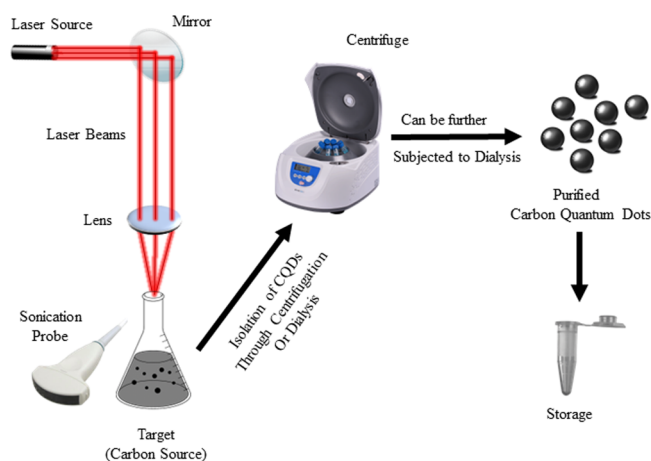 Laser Source
Mirror
Laser Beams
Lens
Sonication
Probe
Target
(Carbon Source)
Isolation of CQDs
Through Centrifugation
Or Dialysis
Centrifuge
Can be further
Subjected to Dialysis
Purified
Carbon Quantum Dots
Storage